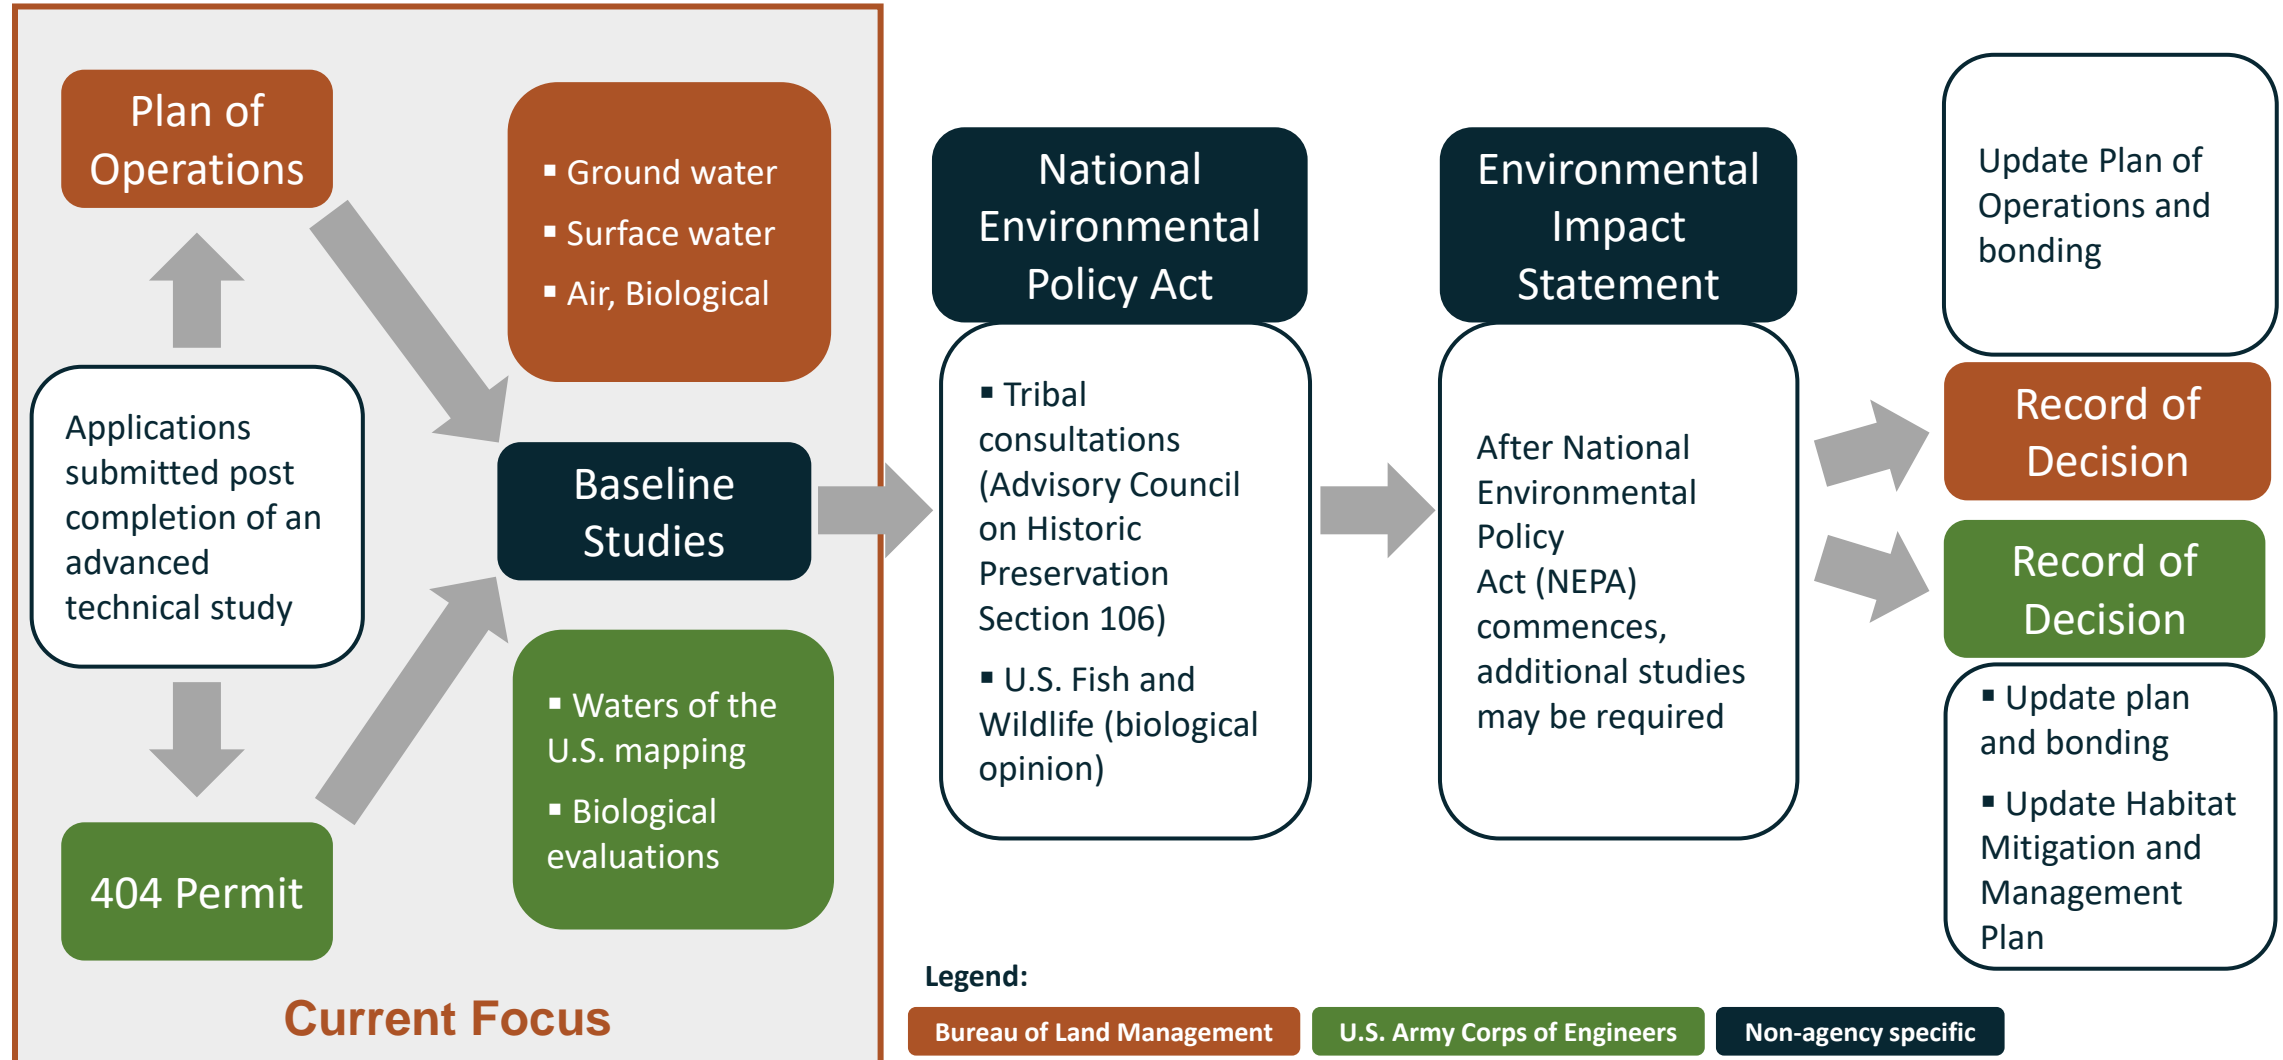 Plan of
Operations
Applications
submitted post
completion of an
advanced
technical study
404 Permit
▪ Ground water
▪ Surface water
▪ Air, Biological
Baseline
Studies
▪ Waters of the
U.S. mapping
▪ Biological
evaluations
Current Focus
National
Environmental
Policy Act
▪ Tribal
consultations
(Advisory Council
on Historic
Preservation
Section 106)
▪ U.S. Fish and
Wildlife (biological
opinion)
Environmental
Impact
Statement
After National
Environmental
Policy
Act (NEPA)
commences,
additional studies
may be required
Update Plan of
Operations and
bonding
Record of
Decision
Record of
Decision
▪ Update plan
and bonding
▪ Update Habitat
Mitigation and
Management
Plan
Legend:
Bureau of Land Management
U.S. Army Corps of Engineers
Non-agency specific